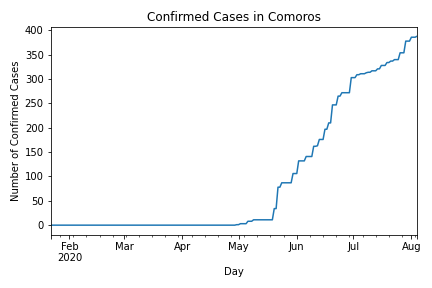 Confirmed Cases in Comoros
400
350
300
250
200
150
100
50
0
Number of Confirmed Cases
Feb Mar Apr May Jun Jul Aug
2020
Day